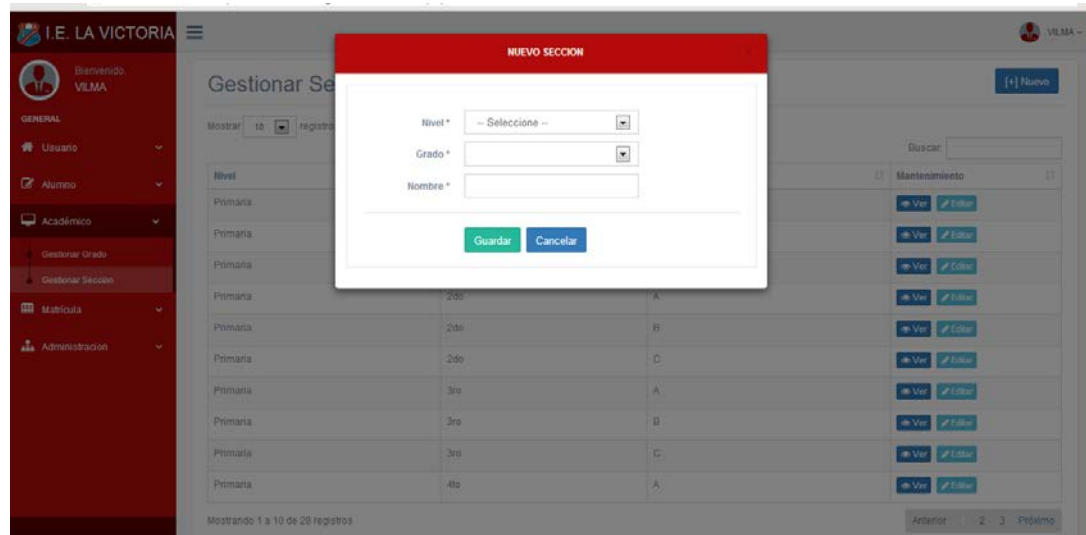 I.E. LA VICTORIA
VILMA
Bienvenido,
VILMA
GENERAL
Usuario
Alumno
Académico
Gestionar Grado
Gestionar Sección
Matrícula
Administracion
NUEVO SECCION
Nivel *
-- Seleccione --
Grado *
Nombre *
Guardar
Cancelar
Gestionar Se
[+] Nuevo
Mostrar 10 registro
Buscar:
Nivel Mantenimiento
Primaria Ver Editar
Primaria Ver Editar
Primaria Ver Editar
Primaria 2do A Ver Editar
Primaria 2do B Ver Editar
Primaria 2do C Ver Editar
Primaria 3ro A Ver Editar
Primaria 3ro B Ver Editar
Primaria 3ro C Ver Editar
Primaria 4to A Ver Editar
Mostrando 1 a 10 de 28 registros
Anterior 2 3 Próximo